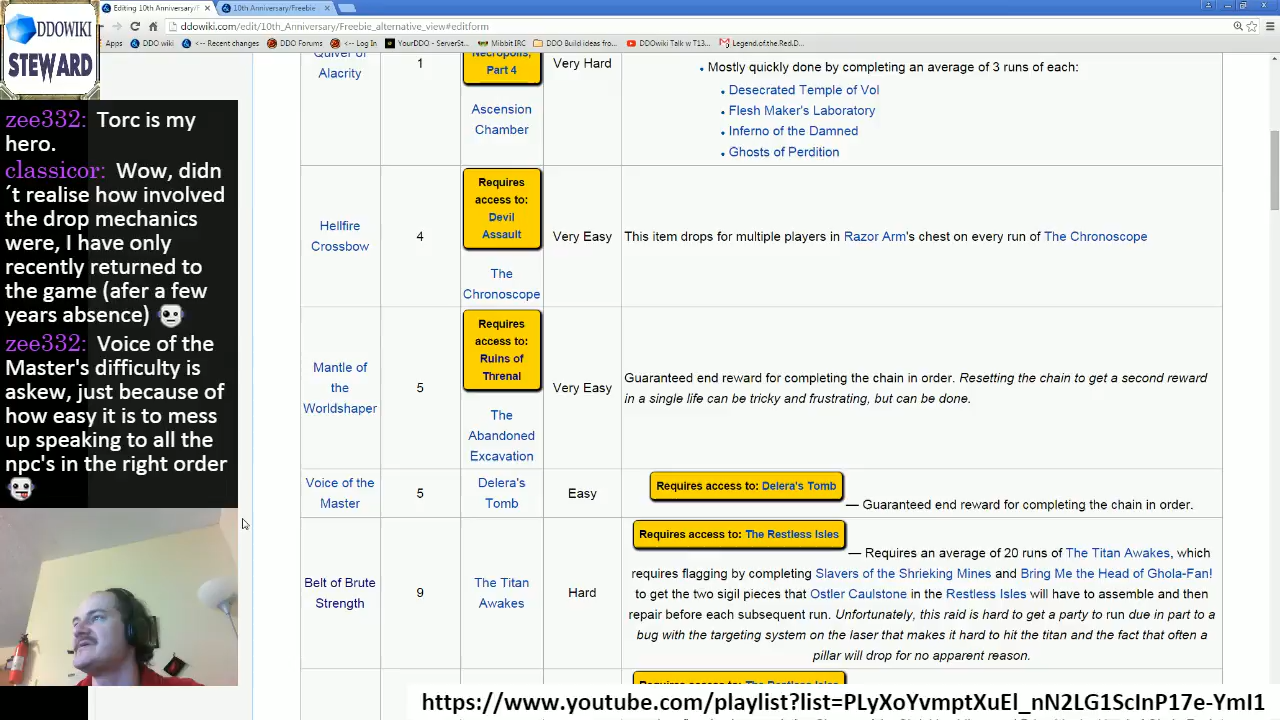 DDOWIKI
STEWARD
Editing 10th_Anniversary/F
10th_Anniversary/Freebie
ddowiki.com/edit/10th_Anniversary/Freebie_alternative_view#editform
Apps
DDO wiki
<-- Recent changes
DDO Forums
<-- Log In
YourDDO - ServerSt...
Mibbit IRC
DDO Build ideas fro...
DDOwiki Talk w T13...
Legend.of.the.Red.D...
zee332: Torc is my
hero.
classicor: Wow, didn
´t realise how involved
the drop mechanics
were, I have only
recently returned to
the game (afer a few
years absence)
zee332: Voice of the
Master's difficulty is
askew, just because of
how easy it is to mess
up speaking to all the
npc's in the right order
Quiver of
Alacrity
1
Necropolis,
Part 4
Ascension
Chamber
Very Hard
• Mostly quickly done by completing an average of 3 runs of each:
• Desecrated Temple of Vol
• Flesh Maker's Laboratory
• Inferno of the Damned
• Ghosts of Perdition
Hellfire
Crossbow
4
Requires
access to:
Devil
Assault
The
Chronoscope
Very Easy
This item drops for multiple players in Razor Arm's chest on every run of The Chronoscope
Mantle of
the
Worldshaper
5
Requires
access to:
Ruins of
Threnal
The
Abandoned
Excavation
Very Easy
Guaranteed end reward for completing the chain in order. Resetting the chain to get a second reward
in a single life can be tricky and frustrating, but can be done.
Voice of the
Master
5
Delera's
Tomb
Easy
Requires access to: Delera's Tomb
— Guaranteed end reward for completing the chain in order.
Belt of Brute
Strength
9
The Titan
Awakes
Hard
Requires access to: The Restless Isles
— Requires an average of 20 runs of The Titan Awakes, which
requires flagging by completing Slavers of the Shrieking Mines and Bring Me the Head of Ghola-Fan!
to get the two sigil pieces that Ostler Caulstone in the Restless Isles will have to assemble and then
repair before each subsequent run. Unfortunately, this raid is hard to get a party to run due in part to a
bug with the targeting system on the laser that makes it hard to hit the titan and the fact that often a
pillar will drop for no apparent reason.
Requires access to: The Restless Isles
https://www.youtube.com/playlist?list=PLyXoYvmptXuEl_nN2LG1ScInP17e-YmI1